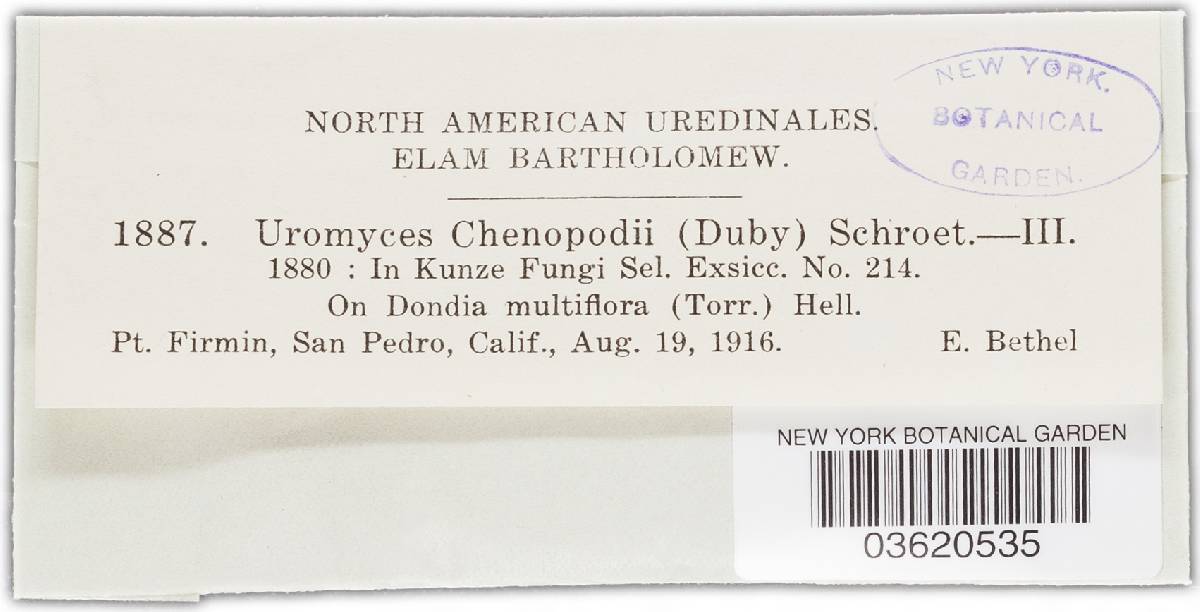 NEW YORK.
BOTANICAL
GARDEN.
NORTH AMERICAN UREDINALES.
ELAM BARTHOLOMEW.
1887. Uromyces Chenopodii (Duby) Schroet.—III.
1880 : In Kunze Fungi Sel. Exsicc. No. 214.
On Dondia multiflora (Torr.) Hell.
Pt. Firmin, San Pedro, Calif., Aug. 19, 1916. E. Bethel
NEW YORK BOTANICAL GARDEN
03620535